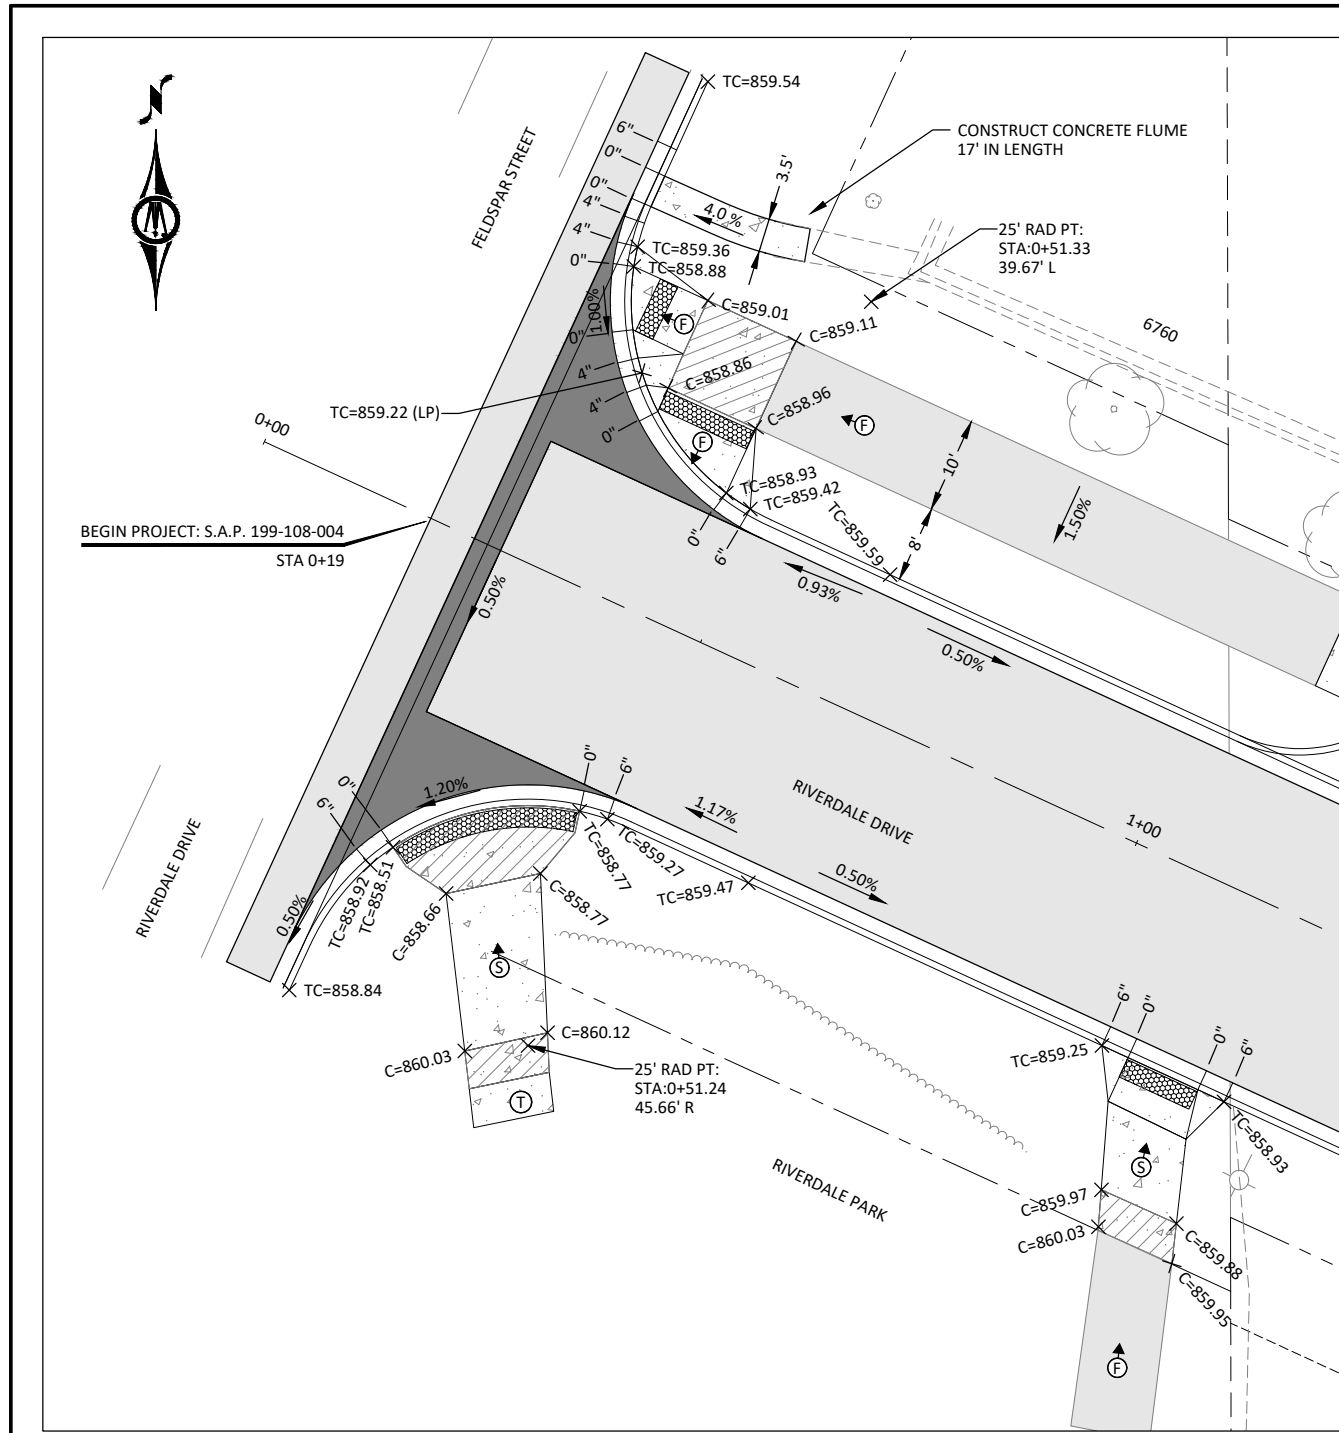 TC=859.54
6"
0"
0"
4"
4"
0"
FELDSPAR STREET
CONSTRUCT CONCRETE FLUME
17' IN LENGTH
3.5'
4.0 %
25' RAD PT:
STA:0+51.33
39.67' L
TC=859.36
TC=858.88
C=859.01
C=859.11
6760
1.00%
0"
4"
4"
0"
F
C=858.86
C=858.96
F
F
TC=859.22 (LP)
0+00
10'
8'
1.50%
TC=858.93
TC=859.42
TC=859.59
0"
6"
BEGIN PROJECT: S.A.P. 199-108-004
STA 0+19
0.50%
0.93%
0.50%
RIVERDALE DRIVE
1+00
1.20%
0"
6"
0"
6"
1.17%
0.50%
RIVERDALE DRIVE
0.50%
TC=858.92
TC=858.51
C=858.66
TC=858.77
TC=859.27
C=858.77
TC=859.47
TC=858.84
S
C=860.12
C=860.03
25' RAD PT:
STA:0+51.24
45.66' R
T
RIVERDALE PARK
6"
0"
0"
6"
TC=859.25
TC=858.93
S
C=859.97
C=860.03
C=859.88
C=859.95
F